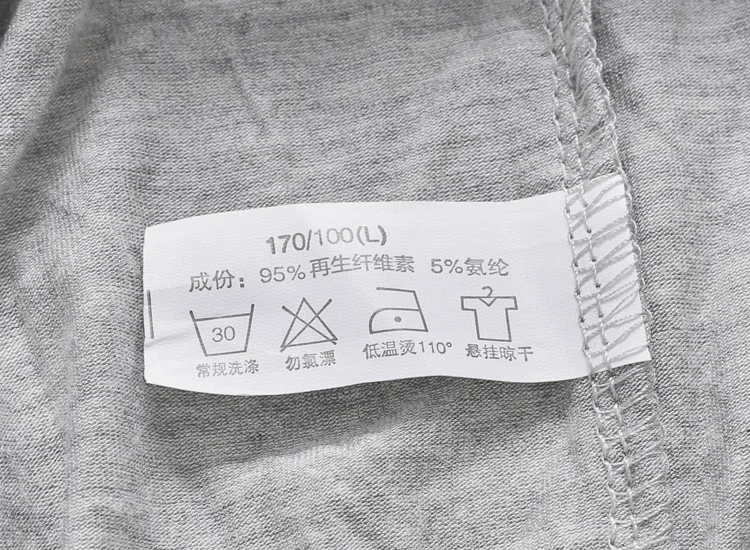 170/100(L)
成份：95%再生纤维素 5%氨纶
30
常规洗涤 勿氯漂 低温烫110° 悬挂晾干